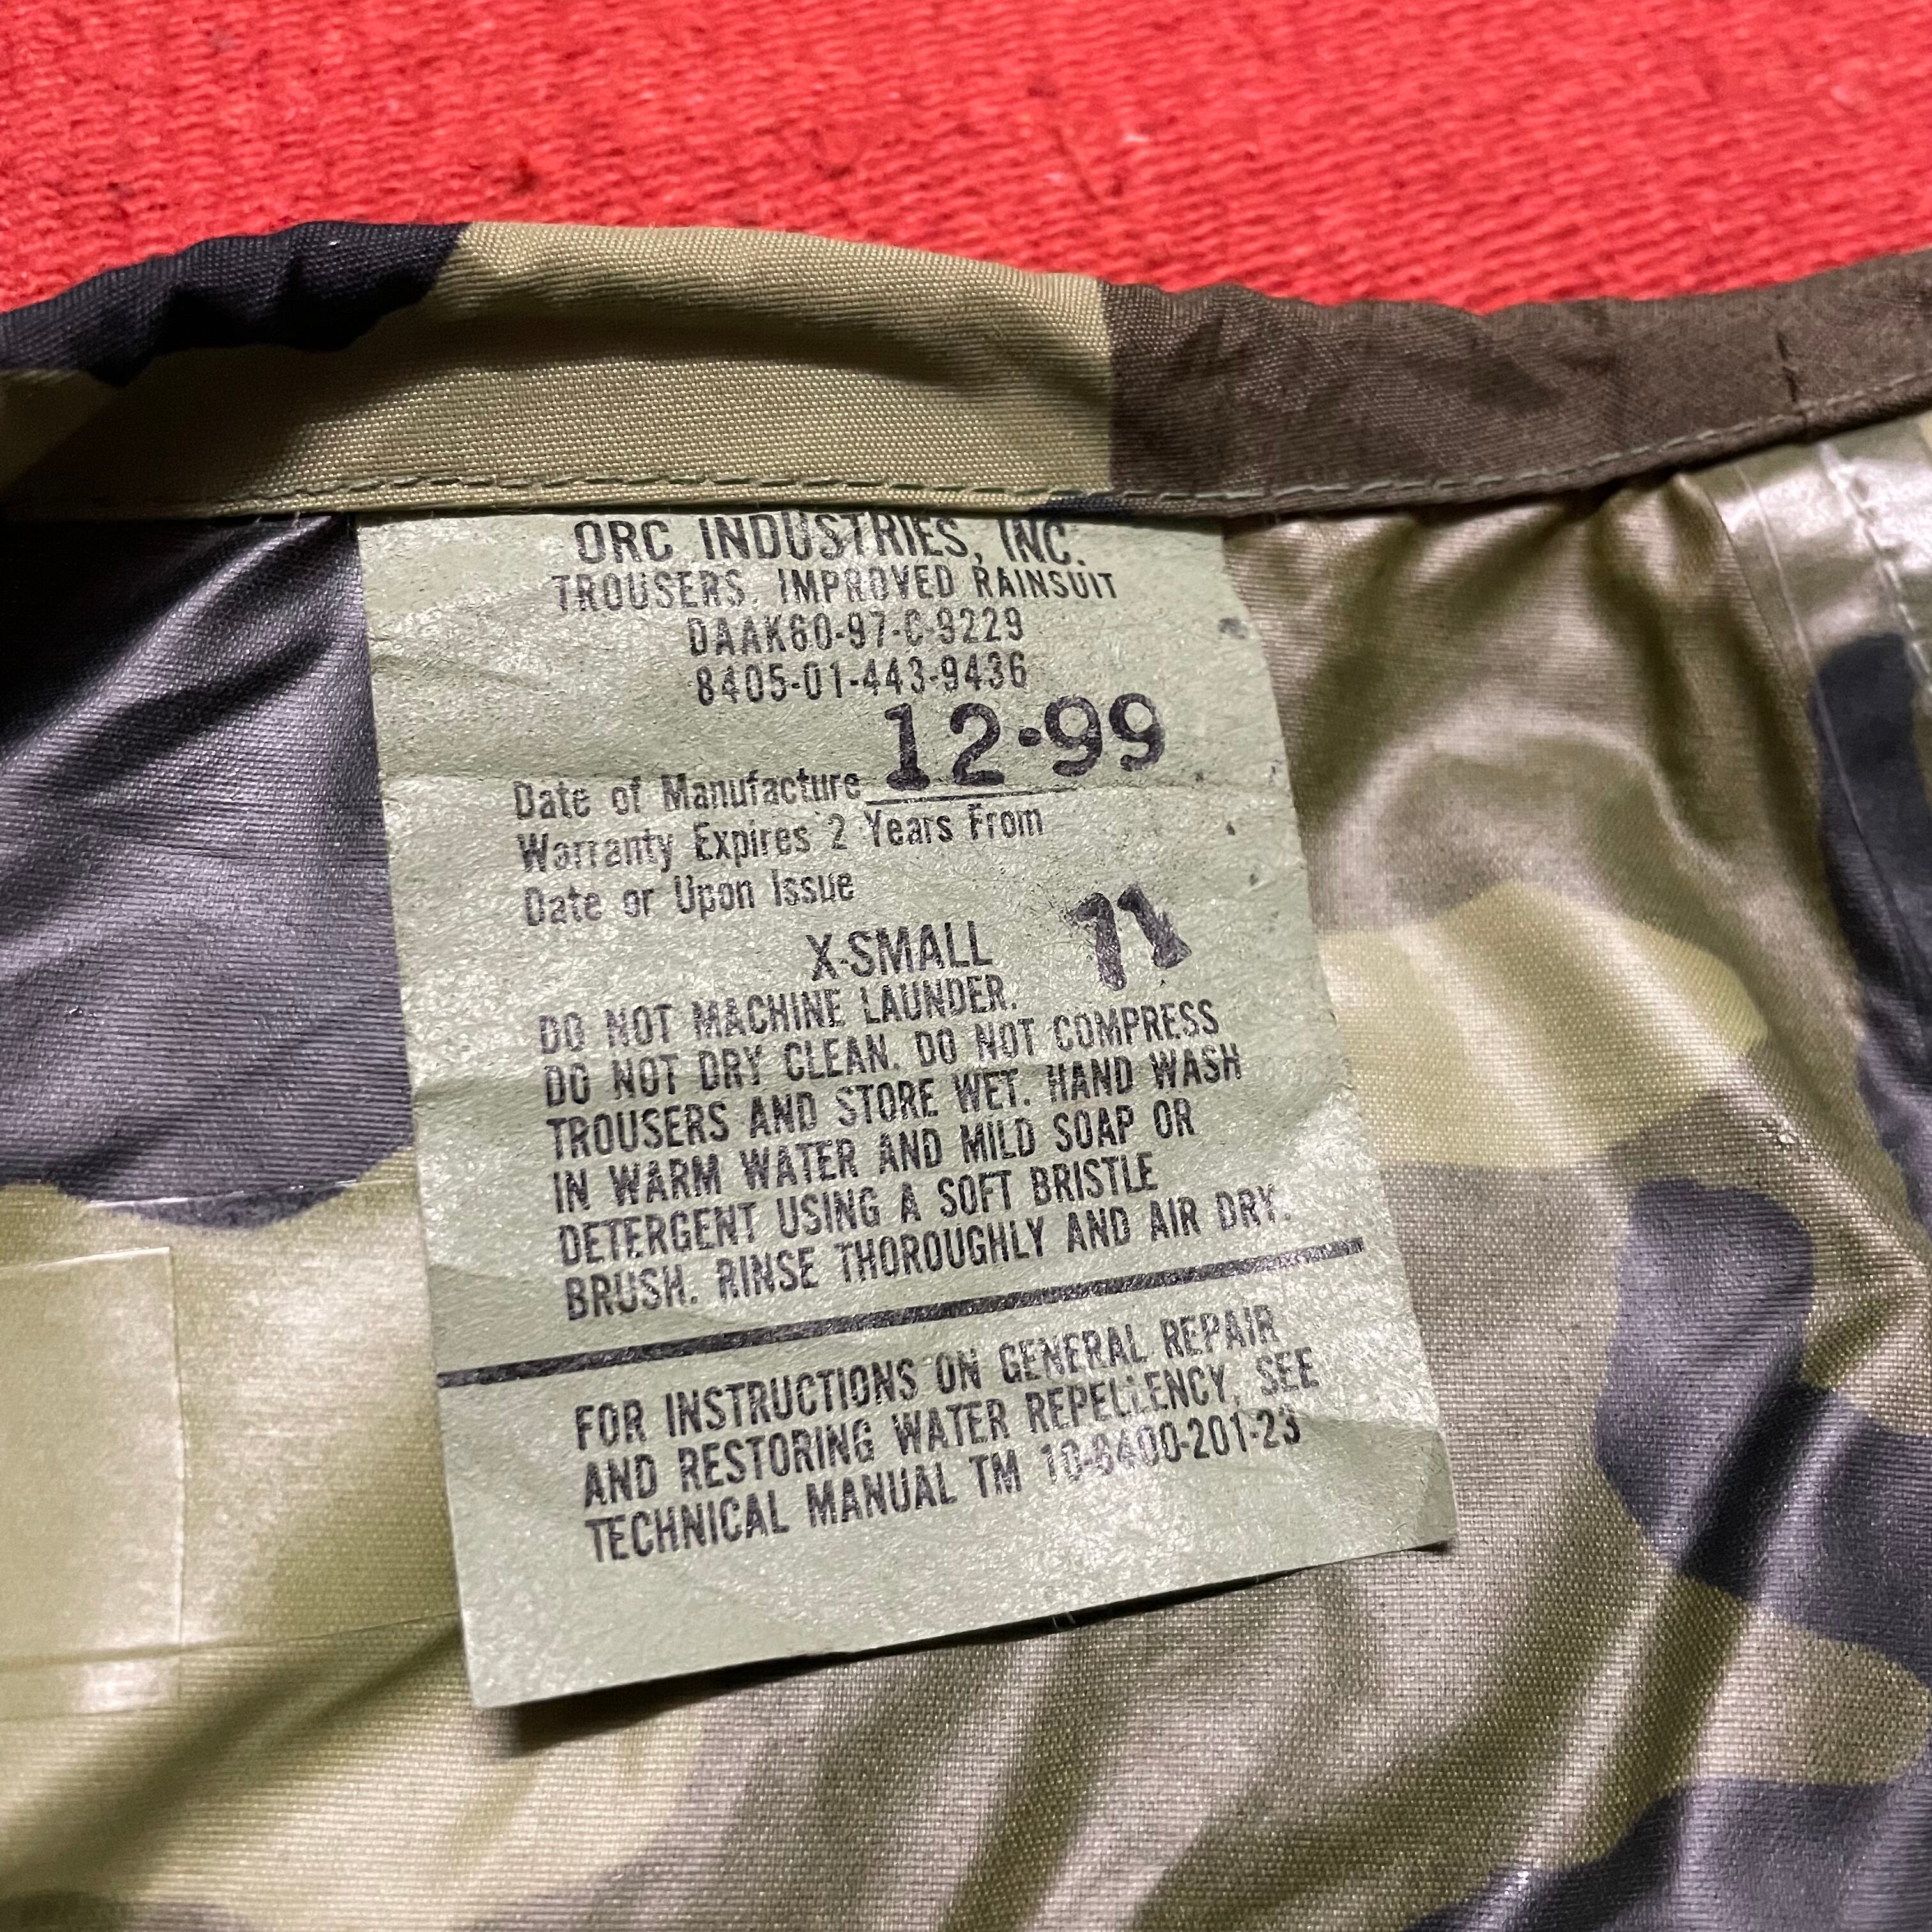 ORC INDUSTRIES, INC.
TROUSERS, IMPROVED RAINSUIT
DAAK60-97-C-9229
8405-01-443-9436
Date of Manufacture 12·99
Warranty Expires 2 Years From
Date or Upon Issue
X-SMALL
DO NOT MACHINE LAUNDER.
DO NOT DRY CLEAN. DO NOT COMPRESS
TROUSERS AND STORE WET. HAND WASH
IN WARM WATER AND MILD SOAP OR
DETERGENT USING A SOFT BRISTLE
BRUSH. RINSE THOROUGHLY AND AIR DRY.
FOR INSTRUCTIONS ON GENERAL REPAIR
AND RESTORING WATER REPELLENCY, SEE
TECHNICAL MANUAL TM 10-8400-201-23